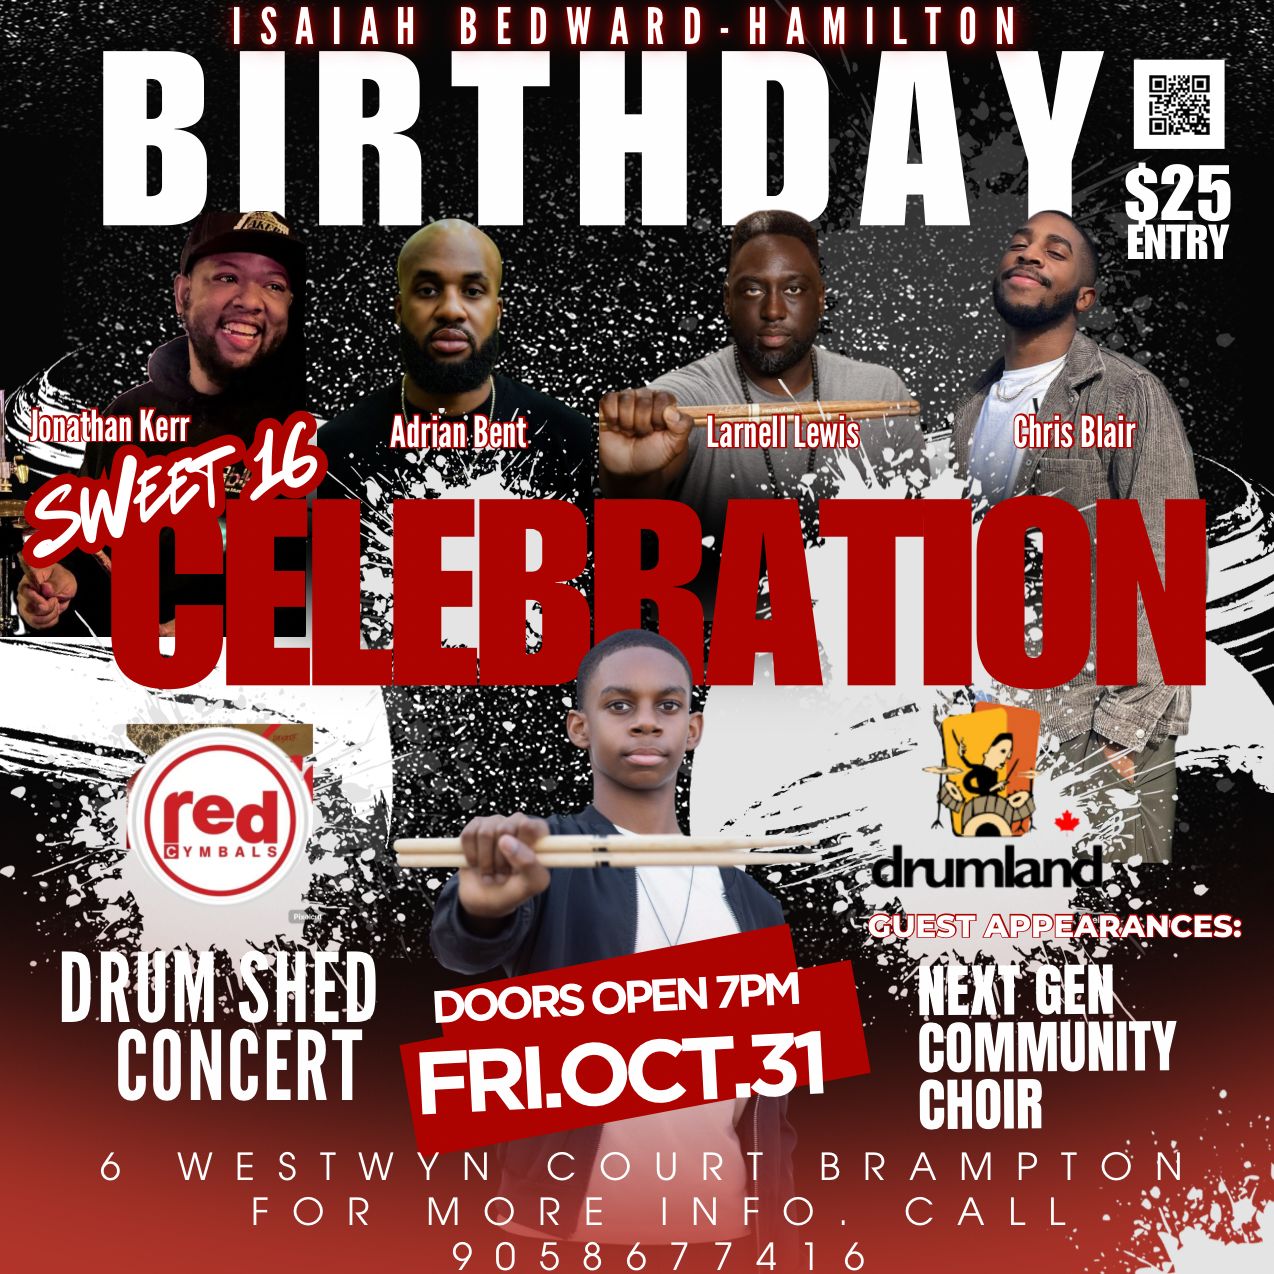 ISAIAH BEDWARD-HAMILTON
BIRTHDAY
$25
ENTRY
Jonathan Kerr
Adrian Bent
Larnell Lewis
Chris Blair
SWEET 16
CELEBRATION
red
CYMBALS
drumland
GUEST APPEARANCES:
DRUM SHED
CONCERT
DOORS OPEN 7PM
FRI.OCT.31
NEXT GEN
COMMUNITY
CHOIR
6 WESTWYN COURT BRAMPTON
FOR MORE INFO. CALL
9058677416